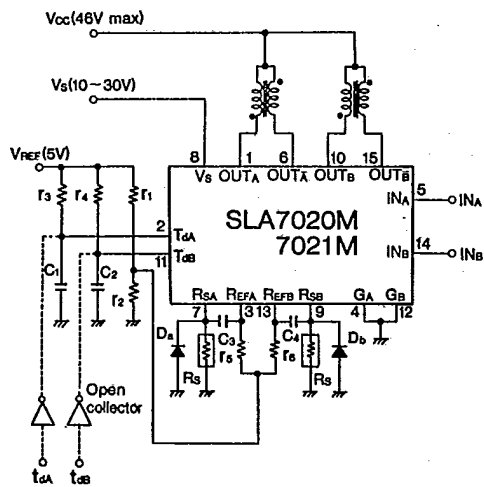 Vcc(46V max)
Vs(10～30V)
VREF(5V)
8
1
6
10
15
Vs
OUTA
OUTA̅
OUTB
OUTB̅
5
INA
INA
SLA7020M
7021M
14
INB
INB
r3
r4
r1
2
TdA
11
TdB
C1
C2
r2
RSA
REFA
REFB
RSB
GA
GB
7
3
13
9
4
12
Da
C3
C4
Db
r5
r6
Rs
Rs
Open
collector
tdA
tdB